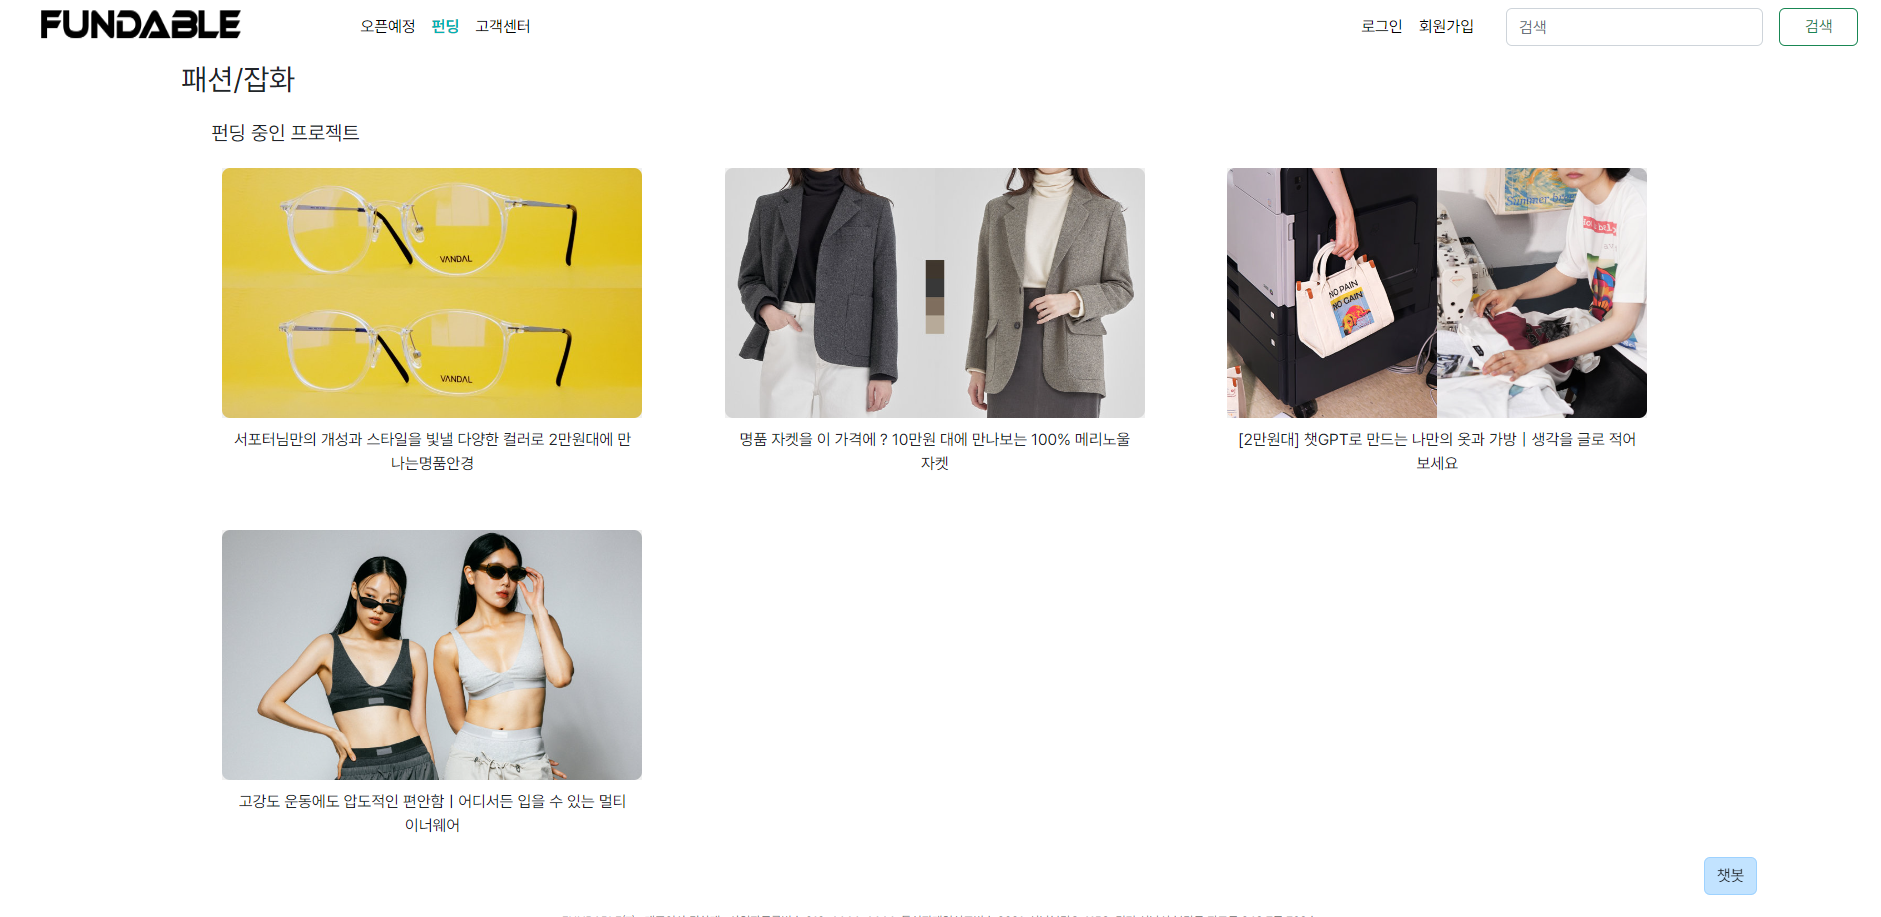 FUNDABLE 오픈예정 펀딩 고객센터 로그인 회원가입 검색 검색
패션/잡화
펀딩 중인 프로젝트
VANDAL
VANDAL
NO PAIN
NO GAIN
Summer
서포터님만의 개성과 스타일을 빛낼 다양한 컬러로 2만원대에 만
나는명품안경
명품 자켓을 이 가격에 ? 10만원 대에 만나보는 100% 메리노울
자켓
[2만원대] 챗GPT로 만드는 나만의 옷과 가방 | 생각을 글로 적어
보세요
고강도 운동에도 압도적인 편안함 | 어디서든 입을 수 있는 멀티
이너웨어
챗봇